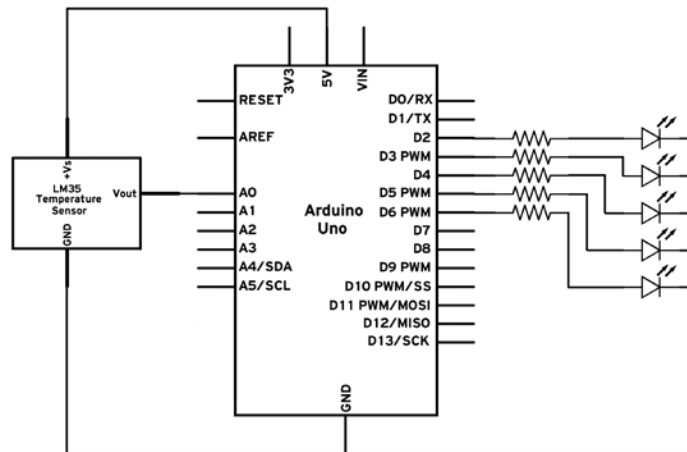 3V3
5V
VIN
RESET
AREF
+Vs
LM35
Temperature
Sensor
Vout
GND
A0
A1
A2
A3
A4/SDA
A5/SCL
Arduino
Uno
D0/RX
D1/TX
D2
D3 PWM
D4
D5 PWM
D6 PWM
D7
D8
D9 PWM
D10 PWM/SS
D11 PWM/MOSI
D12/MISO
D13/SCK
GND